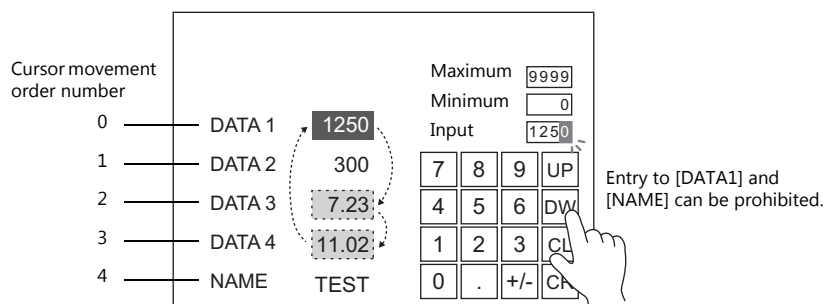 Cursor movement
order number
Maximum 9999
Minimum 0
Input 1250
0 DATA 1 1250
1 DATA 2 300
2 DATA 3 7.23
3 DATA 4 11.02
4 NAME TEST
7 8 9 UP
4 5 6 DW
1 2 3 CL
0 . +/- CR
Entry to [DATA1] and
[NAME] can be prohibited.